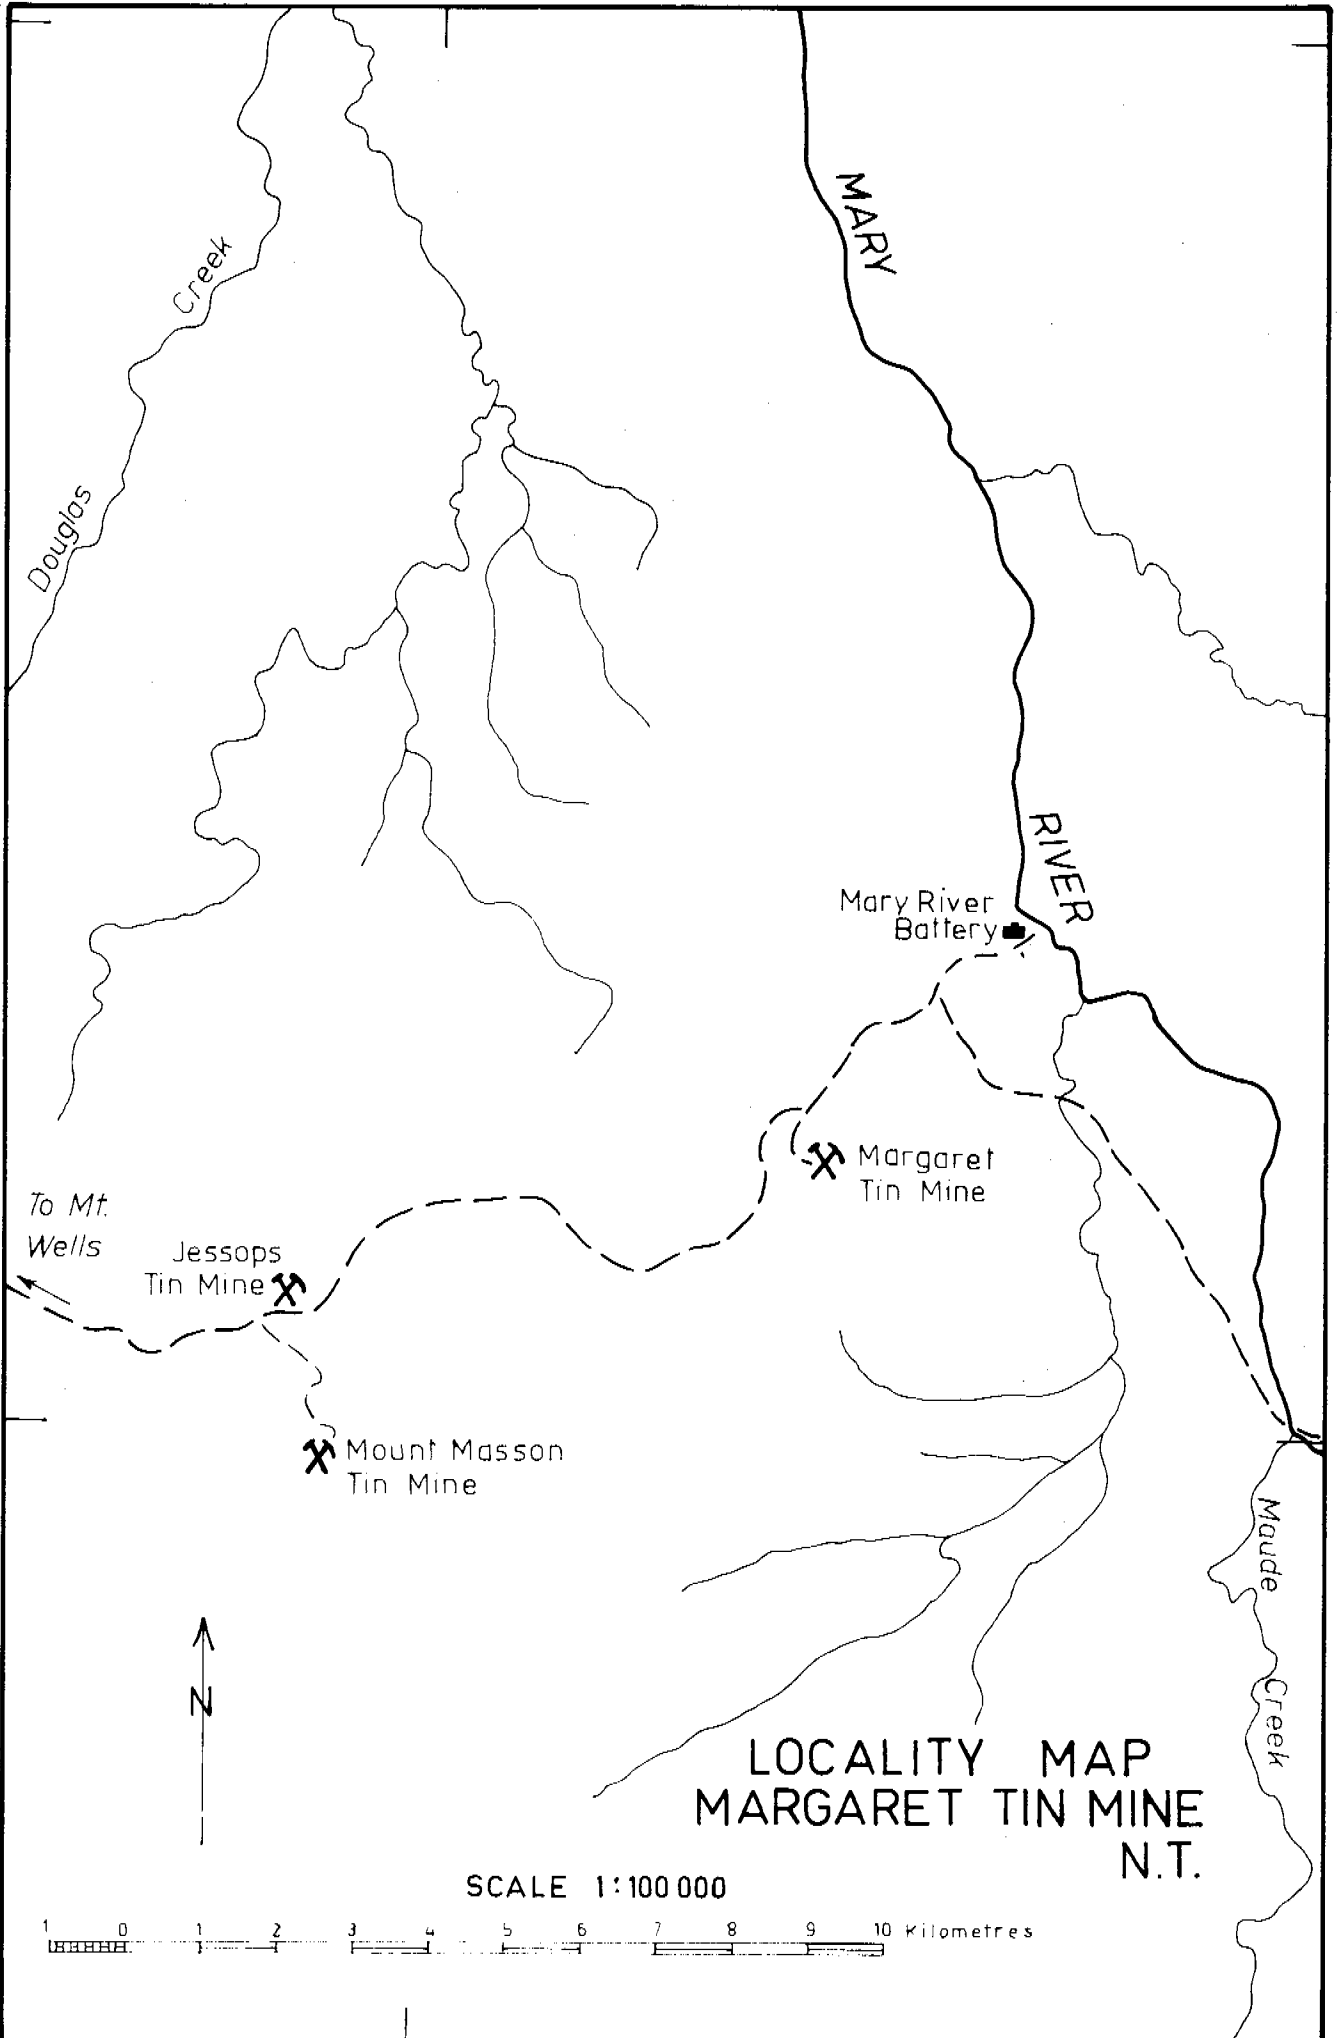 MARY
Creek
Douglas
RIVER
Mary River
Battery
Margaret
Tin Mine
To Mt.
Wells
Jessops
Tin Mine
Mount Masson
Tin Mine
Maude
Creek
N
LOCALITY MAP
MARGARET TIN MINE
N.T.
SCALE 1:100 000
1 0 1 2 3 4 5 6 7 8 9 10 Kilometres